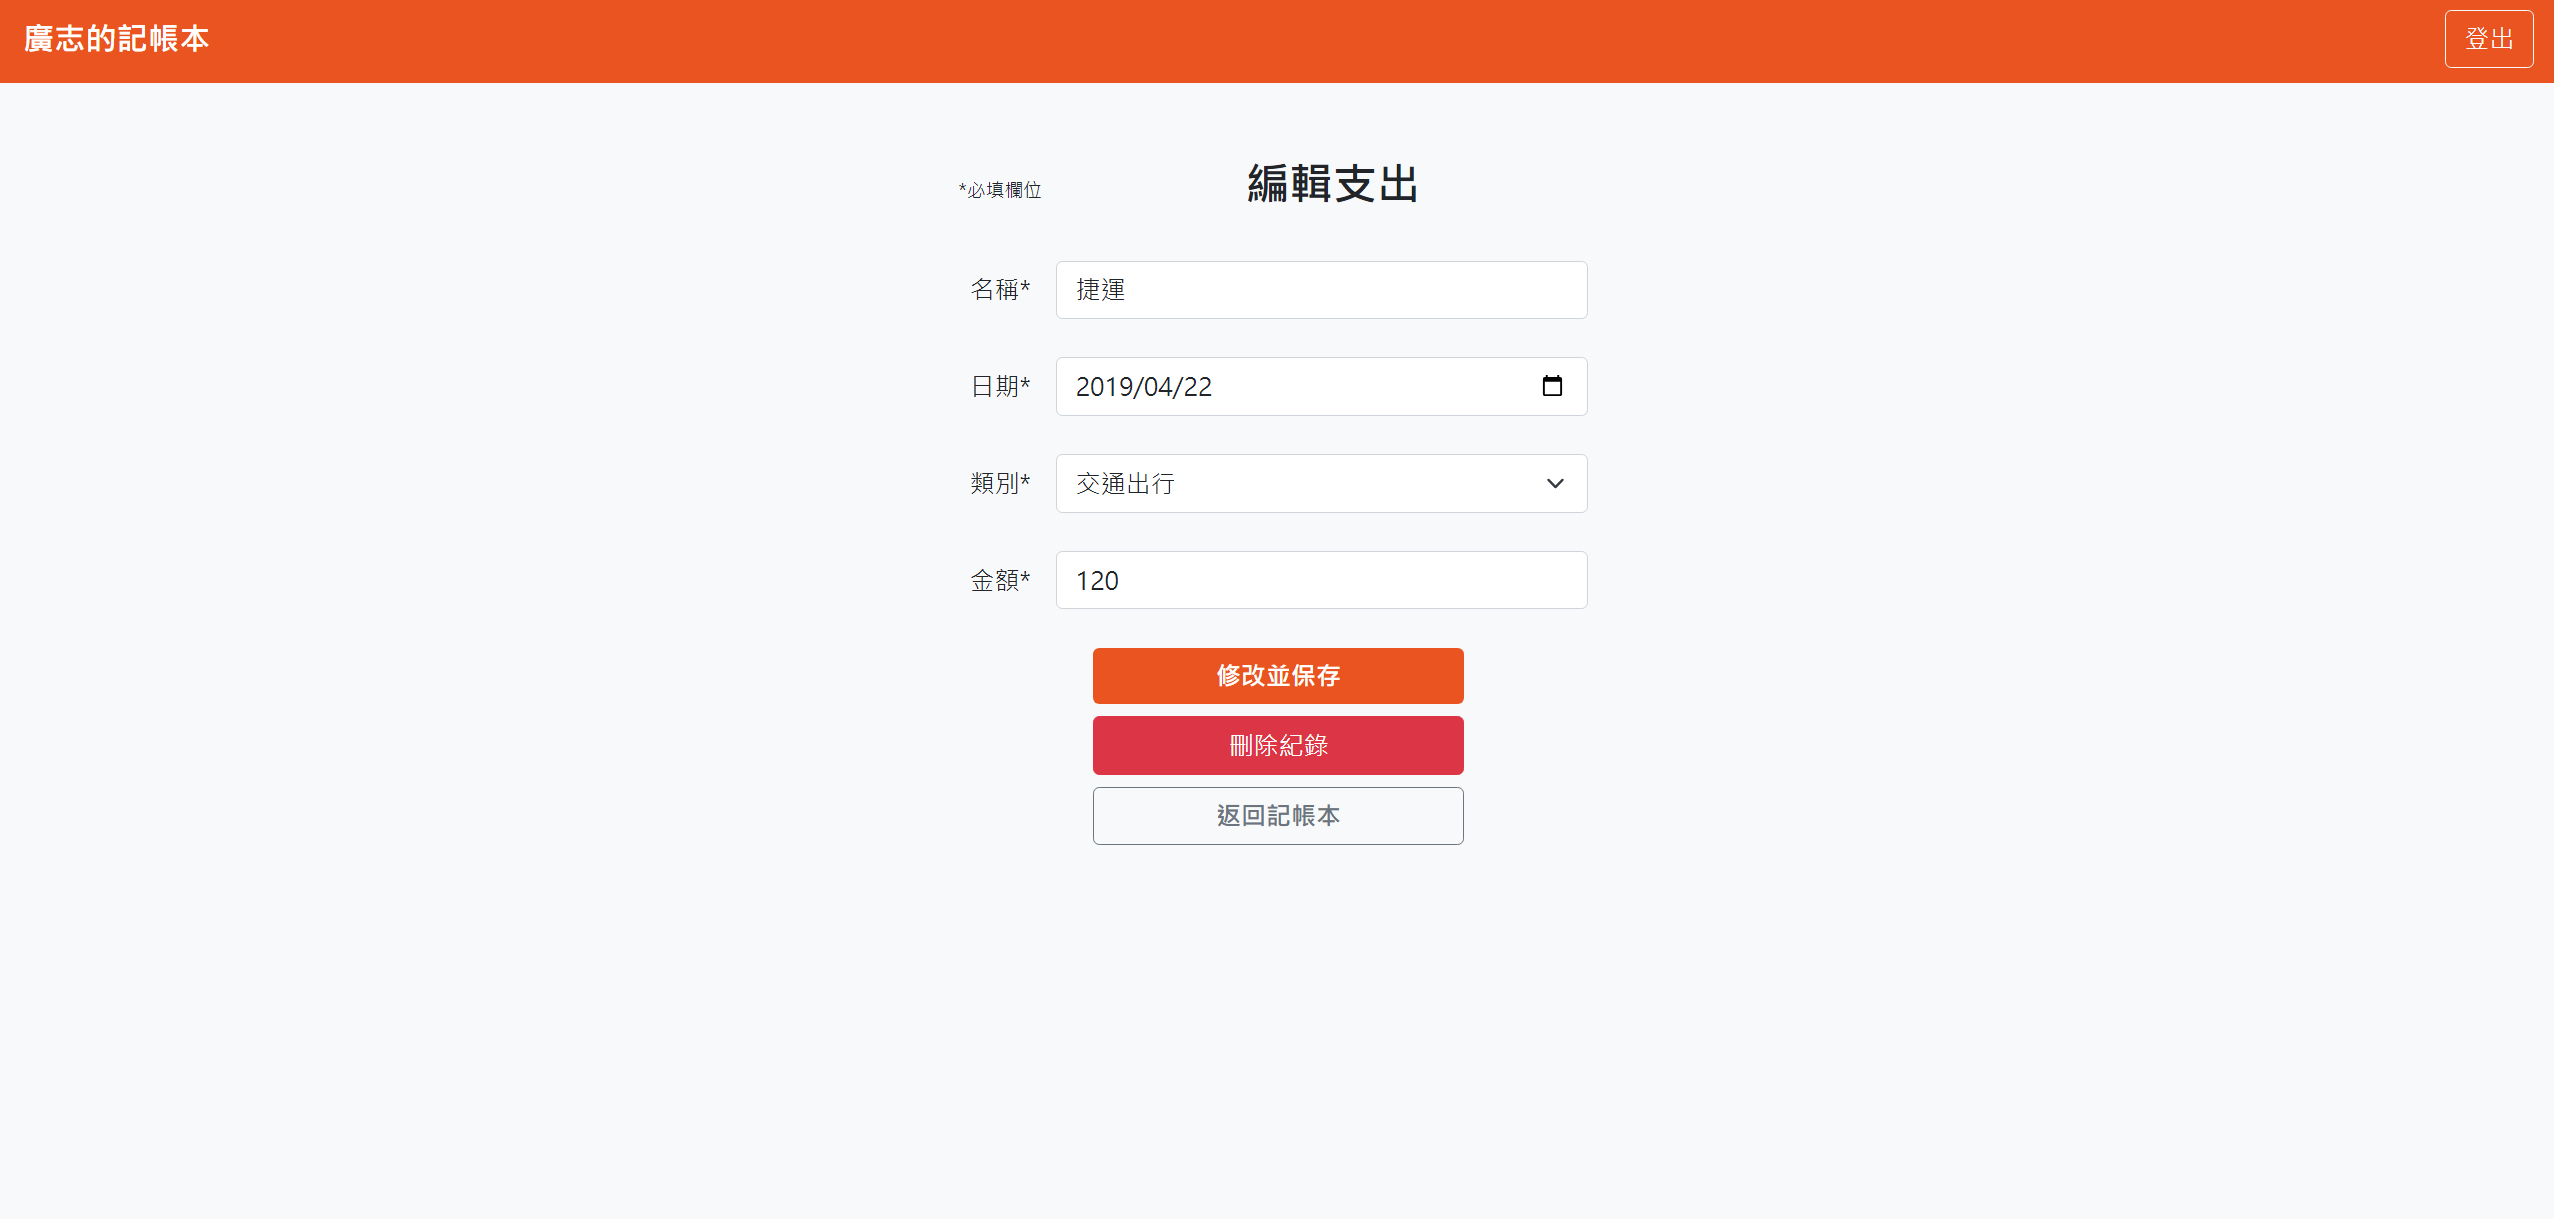 廣志的記帳本
登出
*必填欄位
編輯支出
名稱*
捷運
日期*
2019/04/22
類別*
交通出行
金額*
120
修改並保存
刪除紀錄
返回記帳本